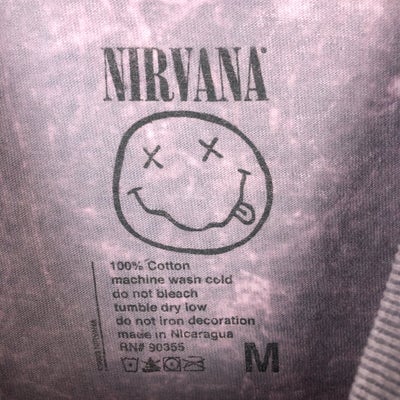 NIRVANA
100% Cotton
machine wash cold
do not bleach
tumble dry low
do not iron decoration
made in Nicaragua
RN# 90355
M